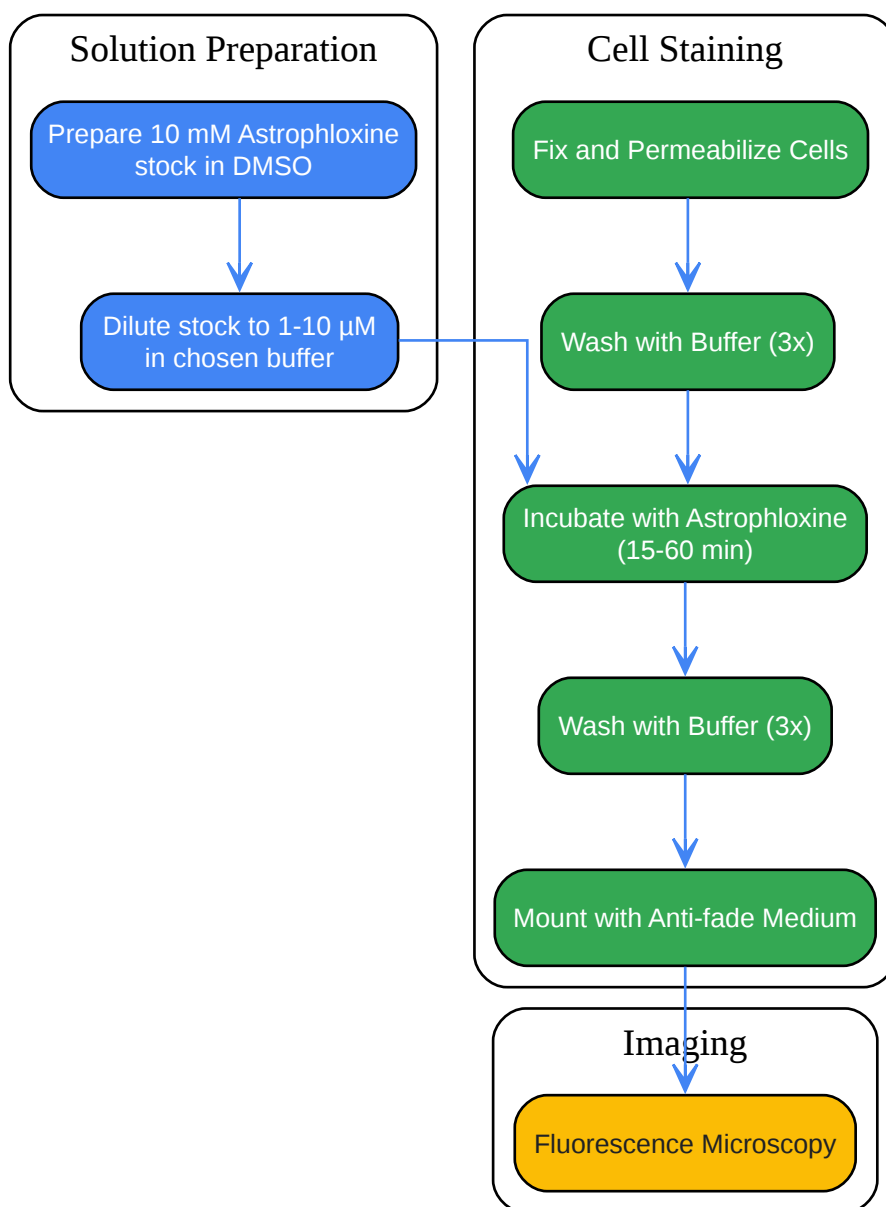 Solution Preparation
Prepare 10 mM Astrophloxine
stock in DMSO
Dilute stock to 1-10 µM
in chosen buffer
Cell Staining
Fix and Permeabilize Cells
Wash with Buffer (3x)
Incubate with Astrophloxine
(15-60 min)
Wash with Buffer (3x)
Mount with Anti-fade Medium
Imaging
Fluorescence Microscopy